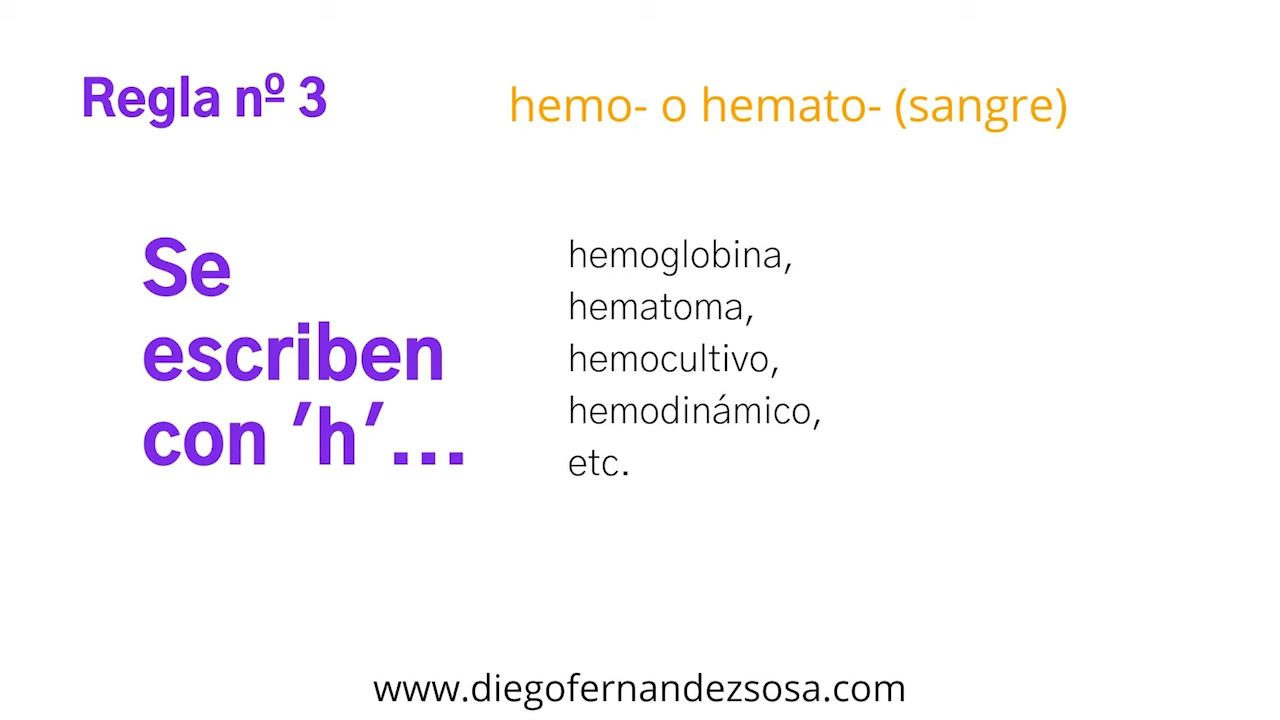 Regla nº 3
hemo- o hemato- (sangre)
Se
escriben
con ’h’...
hemoglobina,
hematoma,
hemocultivo,
hemodinámico,
etc.
www.diegofernandezsosa.com